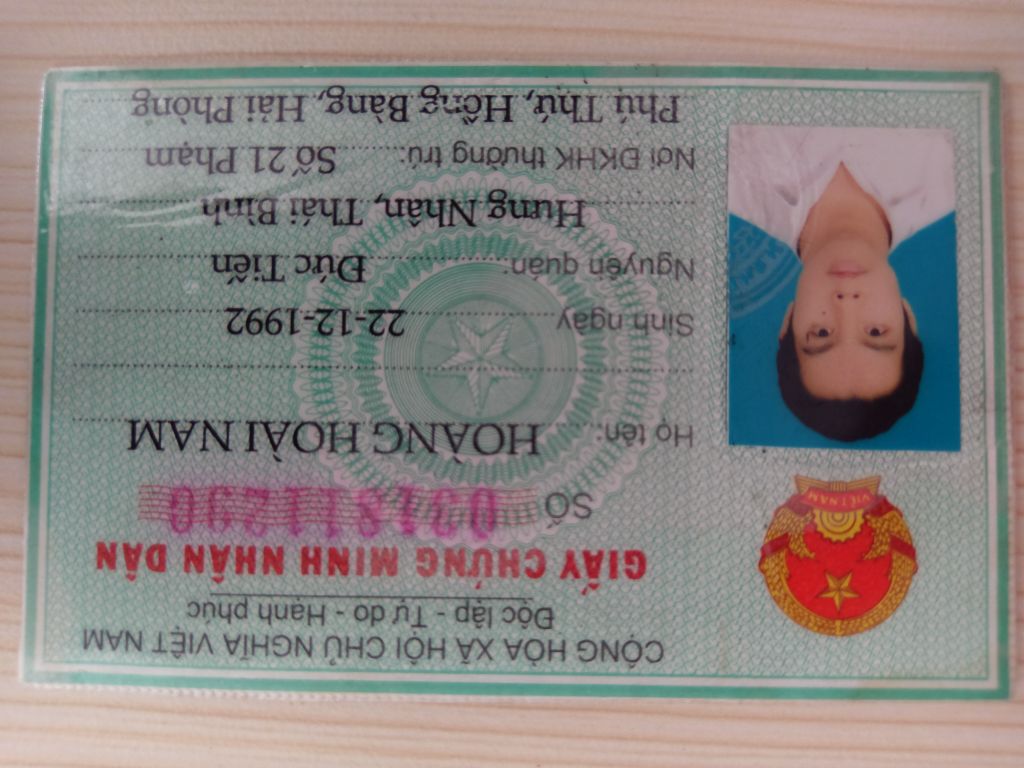 CỘNG HÒA XÃ HỘI CHỦ NGHĨA VIỆT NAM
Độc lập - Tự do - Hạnh phúc
GIẤY CHỨNG MINH NHÂN DÂN
SỐ 031811290
VIỆT NAM
Họ tên: HOÀNG HOÀI NAM
Sinh ngày 22-12-1992
Nguyên quán: Đức Tiến
Hưng Nhân, Thái Bình
Nơi ĐKHK thường trú: Số 21 Phạm
Phú Thứ, Hồng Bàng, Hải Phòng